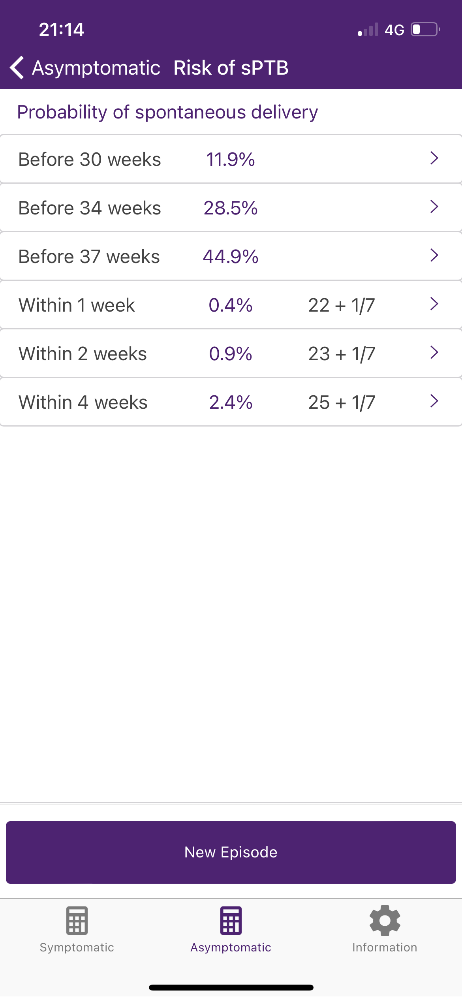 21:14 4G
Asymptomatic Risk of sPTB
Probability of spontaneous delivery
Before 30 weeks 11.9%
Before 34 weeks 28.5%
Before 37 weeks 44.9%
Within 1 week 0.4% 22 + 1/7
Within 2 weeks 0.9% 23 + 1/7
Within 4 weeks 2.4% 25 + 1/7
New Episode
Symptomatic Asymptomatic Information